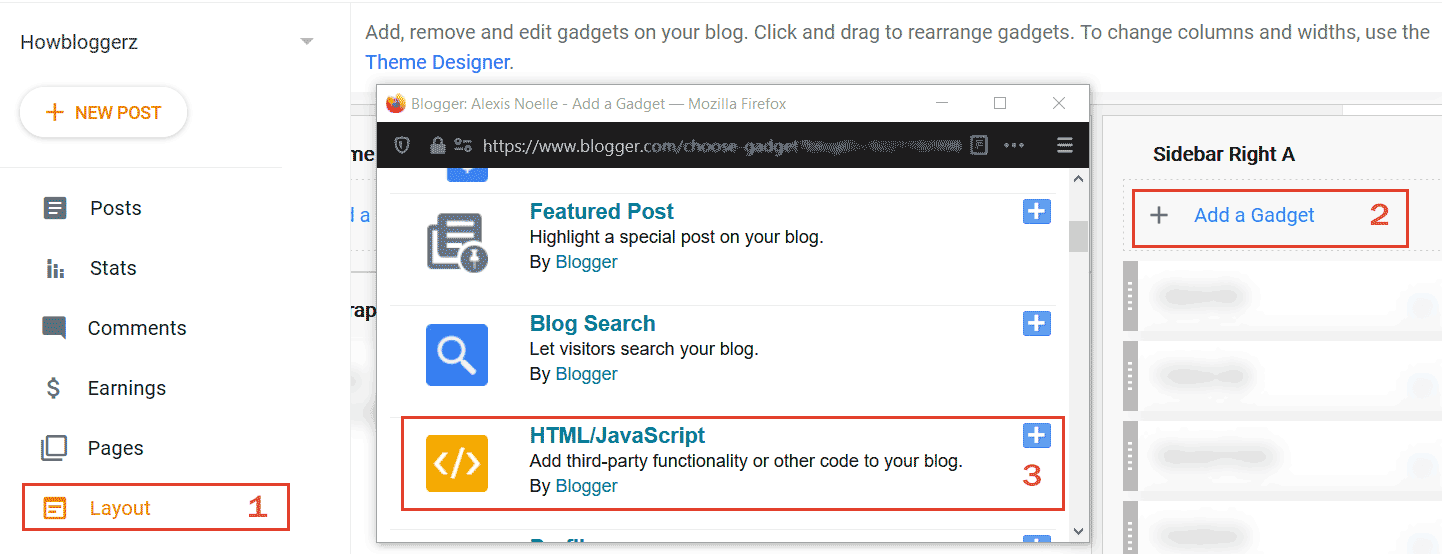 Howbloggerz
NEW POST
Posts
Stats
Comments
Earnings
Pages
Layout 1
Add, remove and edit gadgets on your blog. Click and drag to rearrange gadgets. To change columns and widths, use the
Theme Designer.
Blogger: Alexis Noelle - Add a Gadget — Mozilla Firefox
https://www.blogger.com/choose-gadget
Featured Post
Highlight a special post on your blog.
By Blogger
Blog Search
Let visitors search your blog.
By Blogger
HTML/JavaScript
Add third-party functionality or other code to your blog.
By Blogger
3
Sidebar Right A
Add a Gadget 2